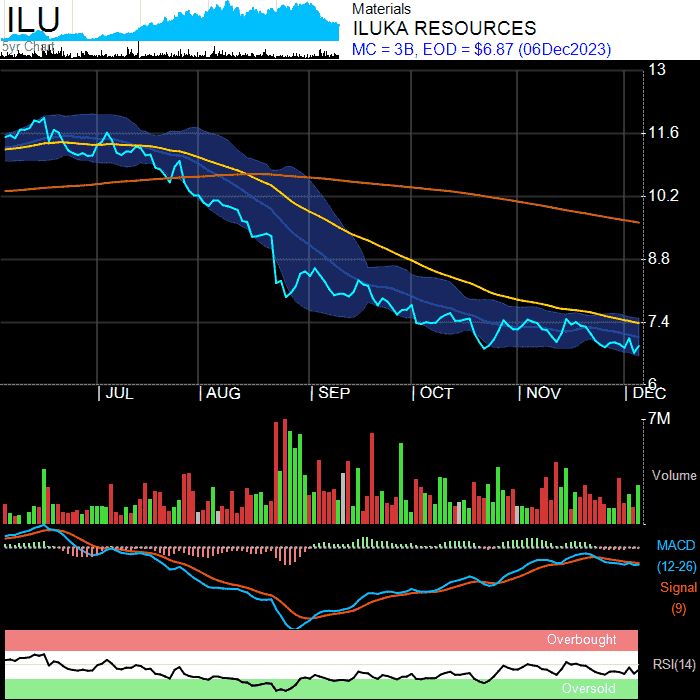 ILU
5yr Chart
Materials
ILUKA RESOURCES
MC = 3B, EOD = $6.87 (06Dec2023)
13
11.6
10.2
8.8
7.4
6
| JUL | AUG | SEP | OCT | NOV | DEC
7M
Volume
MACD
(12-26)
Signal
(9)
Overbought
RSI(14)
Oversold